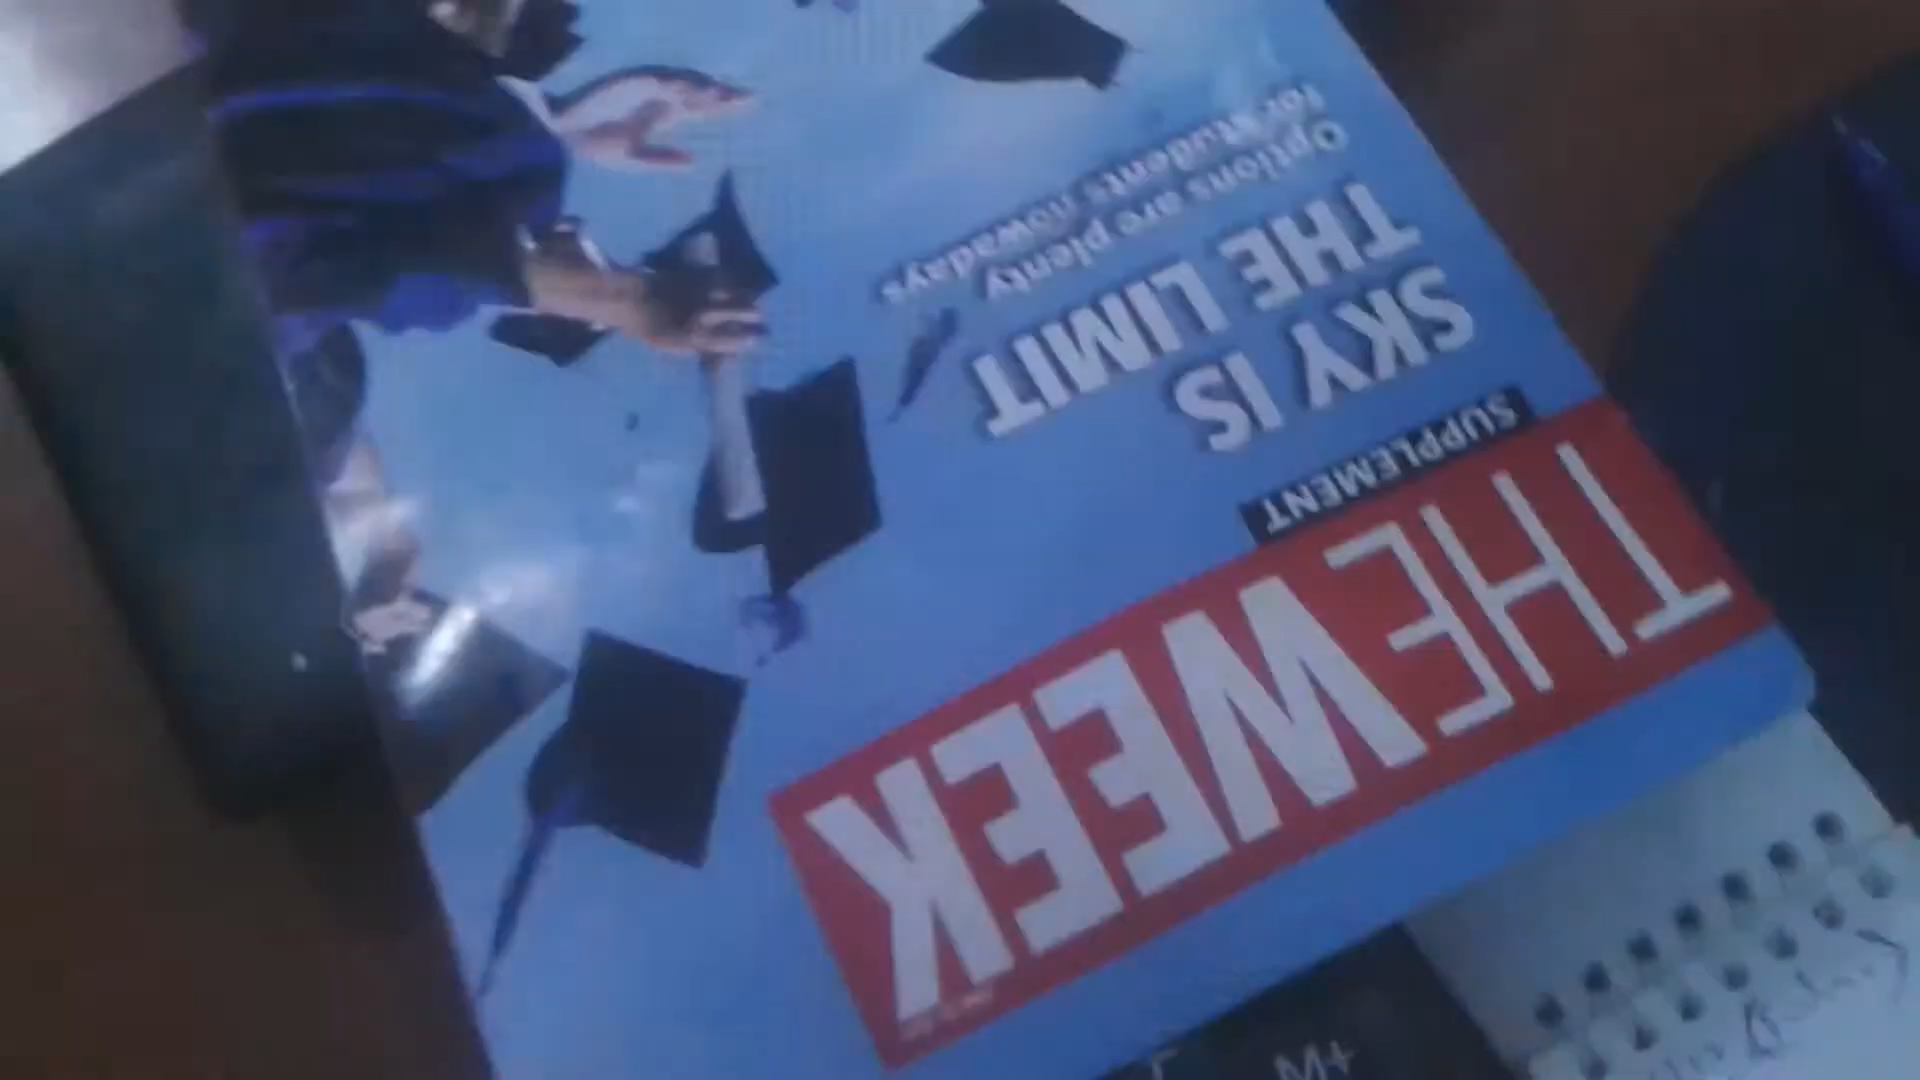 THE WEEK
SUPPLEMENT
SKY IS
THE LIMIT
Options are plenty
for students nowadays
M+